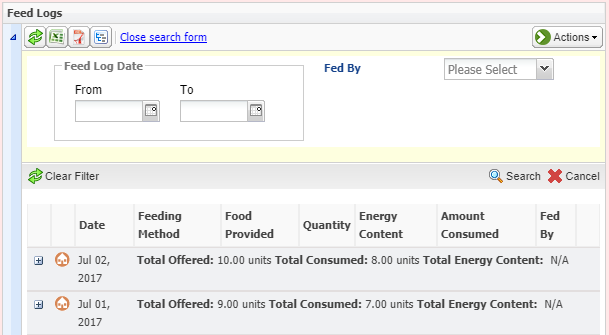 Feed Logs
Close search form
Actions
Feed Log Date
Fed By
Please Select
From To
Clear Filter
Search Cancel
Date Feeding Method Food Provided Quantity Energy Content Amount Consumed Fed By
Jul 02, 2017 Total Offered: 10.00 units Total Consumed: 8.00 units Total Energy Content: N/A
Jul 01, 2017 Total Offered: 9.00 units Total Consumed: 7.00 units Total Energy Content: N/A